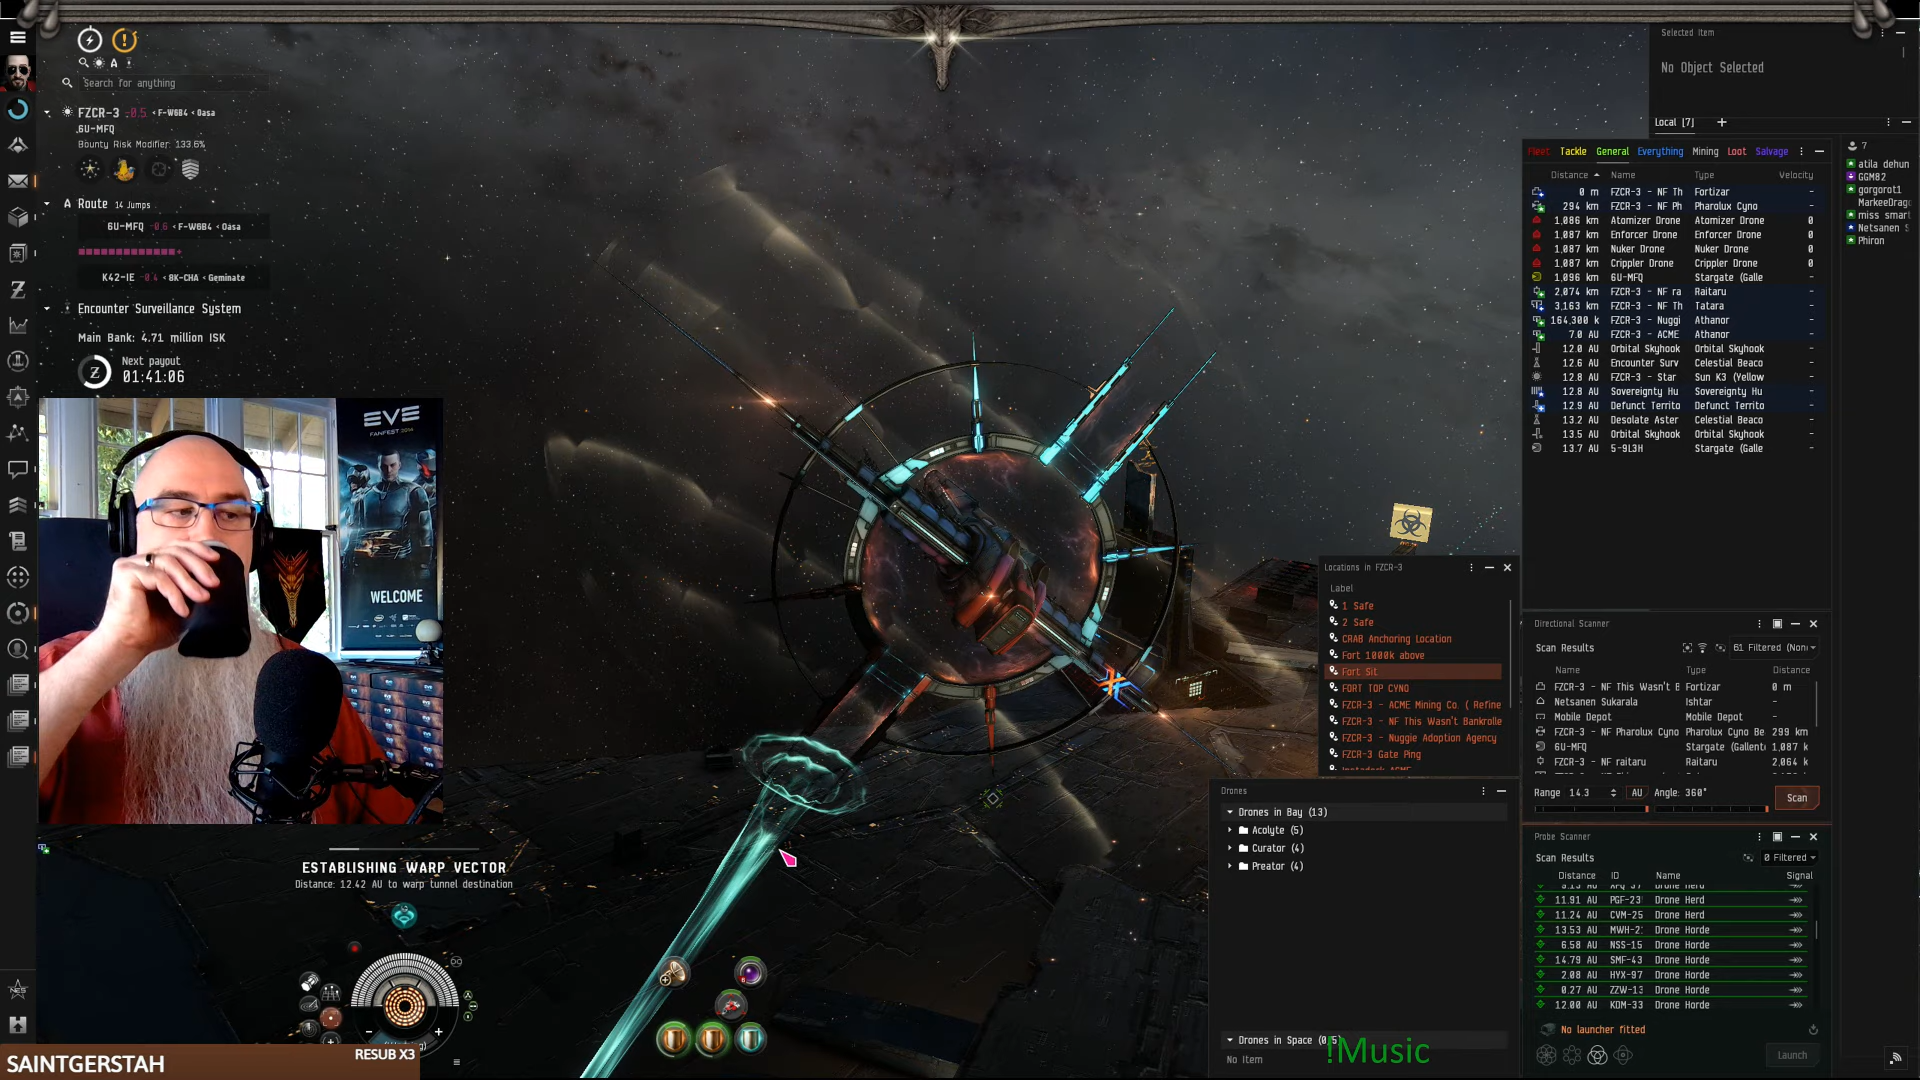 Search for anything
FZCR-3 -0.5 < F-W6B4 < Oasa
6U-MFQ
Bounty Risk Modifier: 133.6%
Route 14 Jumps
6U-MFQ -0.6 < F-W6B4 < Oasa
K42-IE -0.4 < 8K-CHA < Geminate
Encounter Surveillance System
Main Bank: 4.71 million ISK
Next payout
01:41:06
EVE
FANFEST 2014
WELCOME
ESTABLISHING WARP VECTOR
Distance: 12.42 AU to warp tunnel destination
SAINTGERSTAH
RESUB X3
Selected Item
No Object Selected
Local [7]
7
atila dehun
GGM82
gorgorot1
MarkeeDrago
miss smart
Netsanen S
Phiron
Fleet Tackle General Everything Mining Loot Salvage
Distance Name Type Velocity
0 m FZCR-3 - NF Th Fortizar -
294 km FZCR-3 - NF Ph Pharolux Cyno -
1,086 km Atomizer Drone Atomizer Drone 0
1,087 km Enforcer Drone Enforcer Drone 0
1,087 km Nuker Drone Nuker Drone 0
1,087 km Crippler Drone Crippler Drone 0
1,096 km 6U-MFQ Stargate (Galle -
2,074 km FZCR-3 - NF ra Raitaru -
3,163 km FZCR-3 - NF Th Tatara -
164,300 k FZCR-3 - Nuggi Athanor -
7.0 AU FZCR-3 - ACME Athanor -
12.0 AU Orbital Skyhook Orbital Skyhook -
12.6 AU Encounter Surv Celestial Beaco -
12.8 AU FZCR-3 - Star Sun K3 (Yellow -
12.8 AU Sovereignty Hu Sovereignty Hu -
12.9 AU Defunct Territo Defunct Territo -
13.2 AU Desolate Aster Celestial Beaco -
13.5 AU Orbital Skyhook Orbital Skyhook -
13.7 AU 5-9L3H Stargate (Galle -
Locations in FZCR-3
Label
1 Safe
2 Safe
CRAB Anchoring Location
Fort 1000k above
Fort Sit
FORT TOP CYNO
FZCR-3 - ACME Mining Co. ( Refine
FZCR-3 - NF This Wasn't Bankrolle
FZCR-3 - Nuggie Adoption Agency
FZCR-3 Gate Ping
Directional Scanner
Scan Results 61 Filtered (Non
Name Type Distance
FZCR-3 - NF This Wasn't B Fortizar 0 m
Netsanen Sukarala Ishtar -
Mobile Depot Mobile Depot -
FZCR-3 - NF Pharolux Cyno Pharolux Cyno Be 299 km
6U-MFQ Stargate (Gallent 1,087 k
FZCR-3 - NF raitaru Raitaru 2,064 k
Range 14.3 AU Angle: 360° Scan
Drones
Drones in Bay (13)
Acolyte (5)
Curator (4)
Preator (4)
Drones in Space (0/5)
No Item
!Music
Probe Scanner
Scan Results 0 Filtered
Distance ID Name Signal
11.91 AU PGF-23 Drone Herd
11.24 AU CVM-25 Drone Herd
13.53 AU MWH-2 Drone Horde
6.58 AU NSS-15 Drone Horde
14.79 AU SMF-43 Drone Horde
2.08 AU HYX-97 Drone Horde
0.27 AU ZZW-13 Drone Horde
12.00 AU KDM-33 Drone Horde
No launcher fitted
Launch